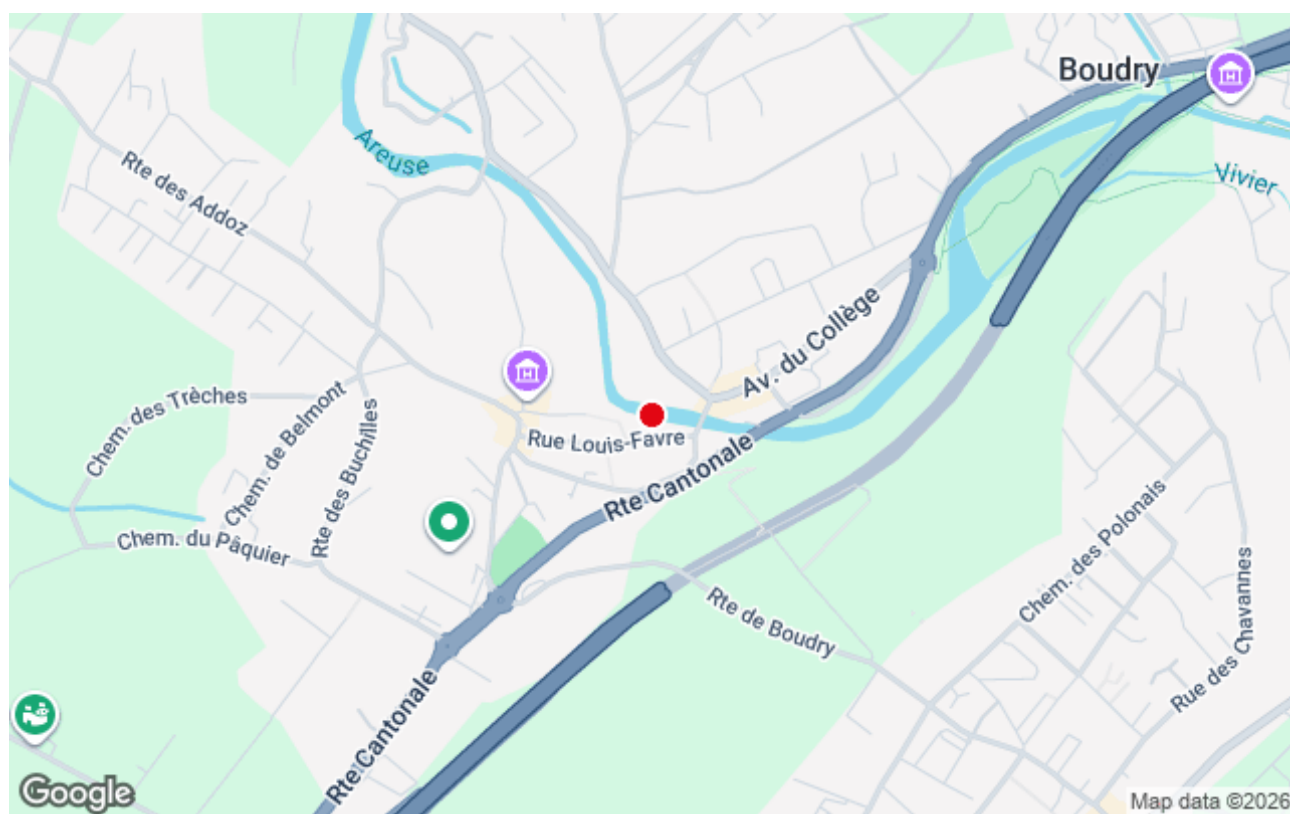 Boudry
Areuse
Vivier
Rte des Addoz
Av. du Collège
Chem. des Trèches
Chem. de Belmont
Rte des Buchilles
Rue Louis-Favre
Rte Cantonale
Chem. des Polonais
Chem. du Pâquier
Rte de Boudry
Rue des Chavannes
Rte Cantonale
Google
Map data ©2026